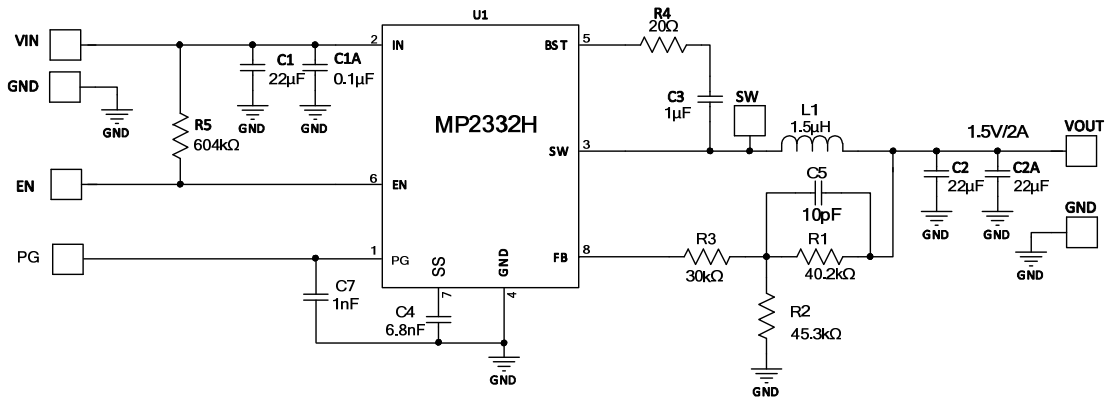 U1
R4
20Ω
VIN
2
IN
BST
5
C1
22µF
C1A
0.1µF
GND
GND
GND
GND
R5
604kΩ
C3
1µF
SW
L1
1.5µH
MP2332H
SW
3
1.5V/2A
VOUT
EN
6
EN
C5
10pF
C2
22µF
C2A
22µF
GND
GND
GND
GND
PG
1
PG
FB
8
R3
30kΩ
R1
40.2kΩ
SS
GND
7
4
C7
1nF
C4
6.8nF
R2
45.3kΩ
GND
GND